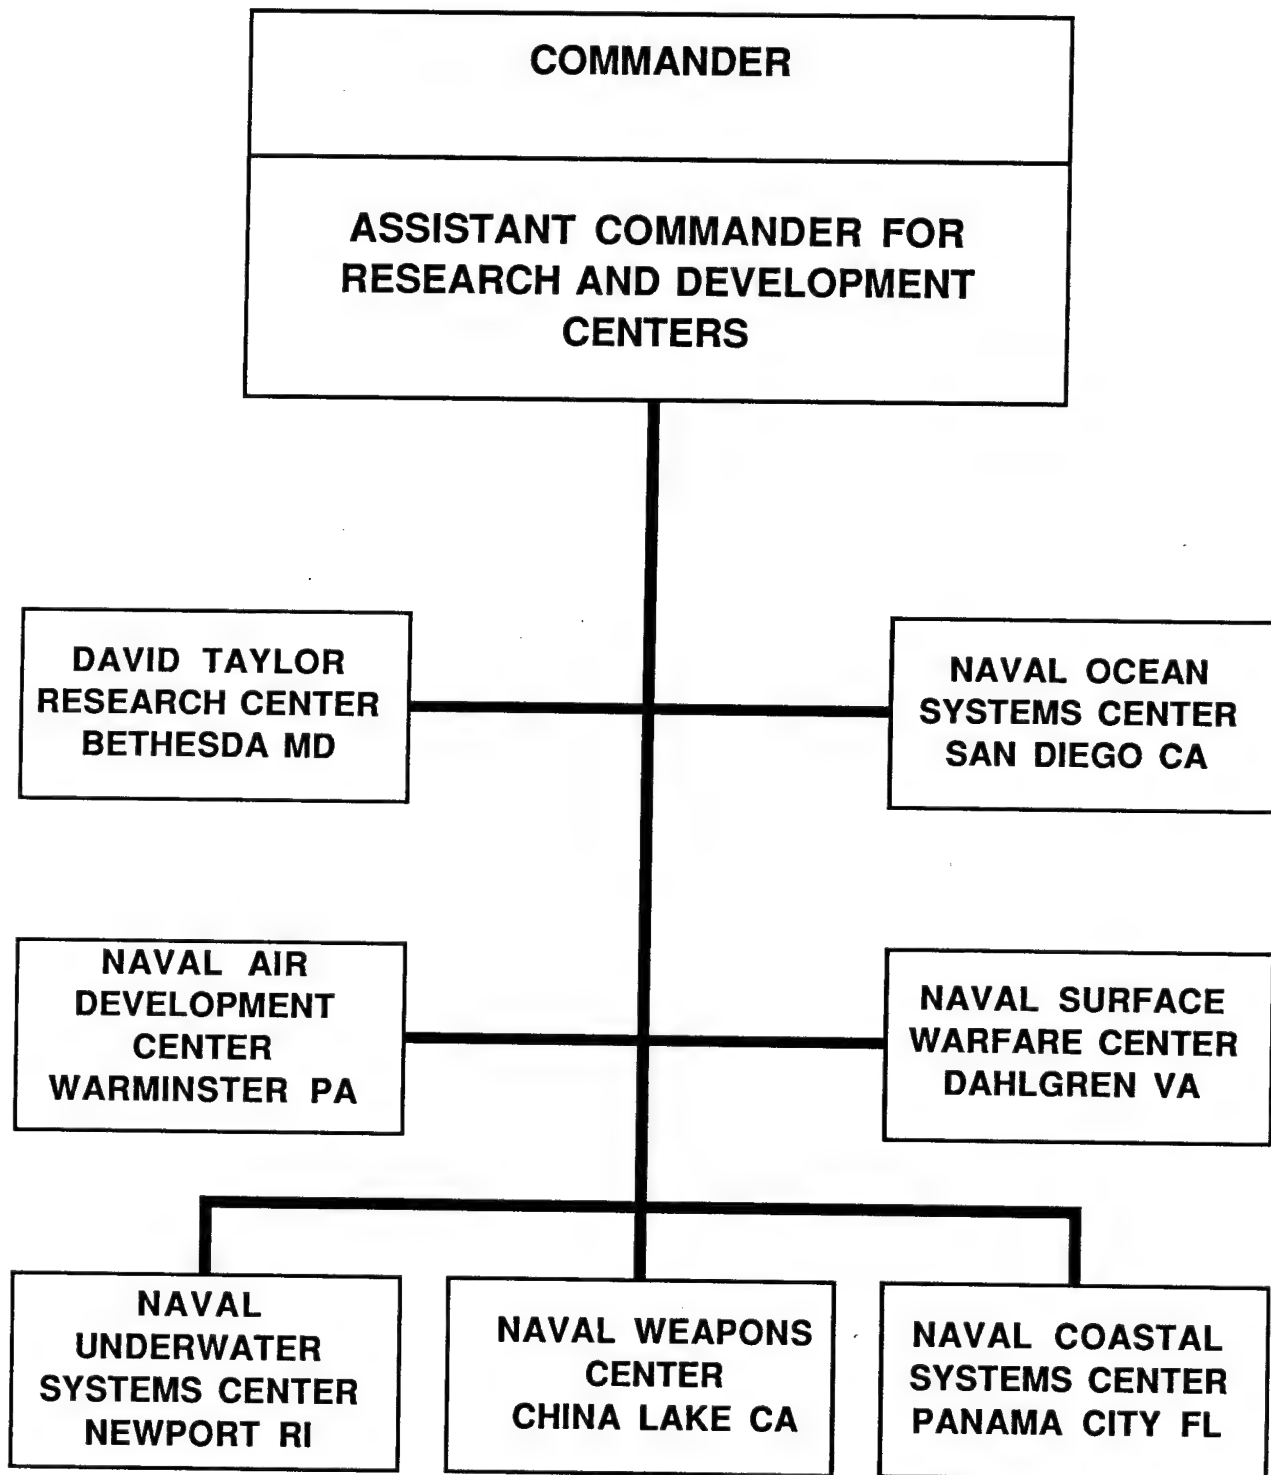 COMMANDER
ASSISTANT COMMANDER FOR
RESEARCH AND DEVELOPMENT
CENTERS
DAVID TAYLOR
RESEARCH CENTER
BETHESDA MD
NAVAL OCEAN
SYSTEMS CENTER
SAN DIEGO CA
NAVAL AIR
DEVELOPMENT
CENTER
WARMINSTER PA
NAVAL SURFACE
WARFARE CENTER
DAHLGREN VA
NAVAL
UNDERWATER
SYSTEMS CENTER
NEWPORT RI
NAVAL WEAPONS
CENTER
CHINA LAKE CA
NAVAL COASTAL
SYSTEMS CENTER
PANAMA CITY FL